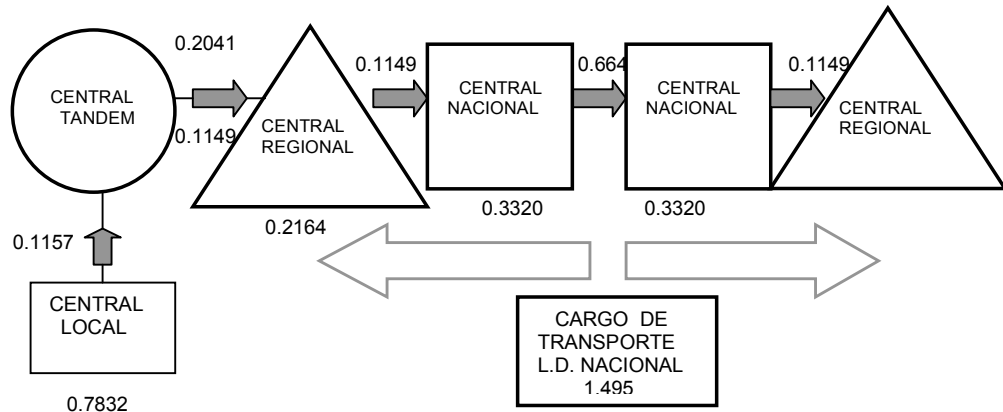 0.2041
CENTRAL
TANDEM
0.1149
0.1157
CENTRAL
LOCAL
0.7832
CENTRAL
REGIONAL
0.2164
0.1149
CENTRAL
NACIONAL
0.3320
0.664
CENTRAL
NACIONAL
0.3320
0.1149
CENTRAL
REGIONAL
CARGO DE
TRANSPORTE
L.D. NACIONAL
1.495